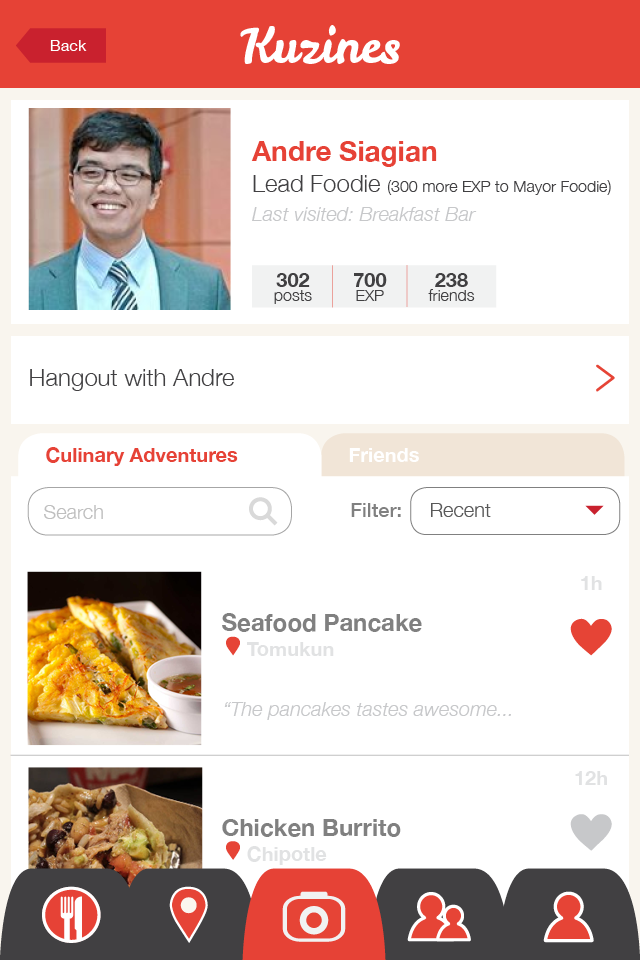 Back
Kuzines
Andre Siagian
Lead Foodie (300 more EXP to Mayor Foodie)
Last visited: Breakfast Bar
302 700 238
posts EXP friends
Hangout with Andre
Culinary Adventures Friends
Search Filter: Recent
1h
Seafood Pancake
Tomukun
“The pancakes tastes awesome...
12h
Chicken Burrito
Chipotle